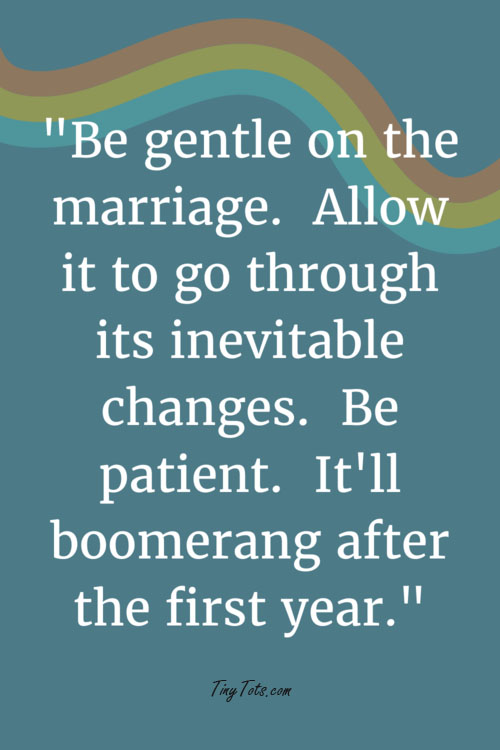 "Be gentle on the
marriage.  Allow
it to go through
its inevitable
changes.  Be
patient.  It'll
boomerang after
the first year."
TinyTots.com